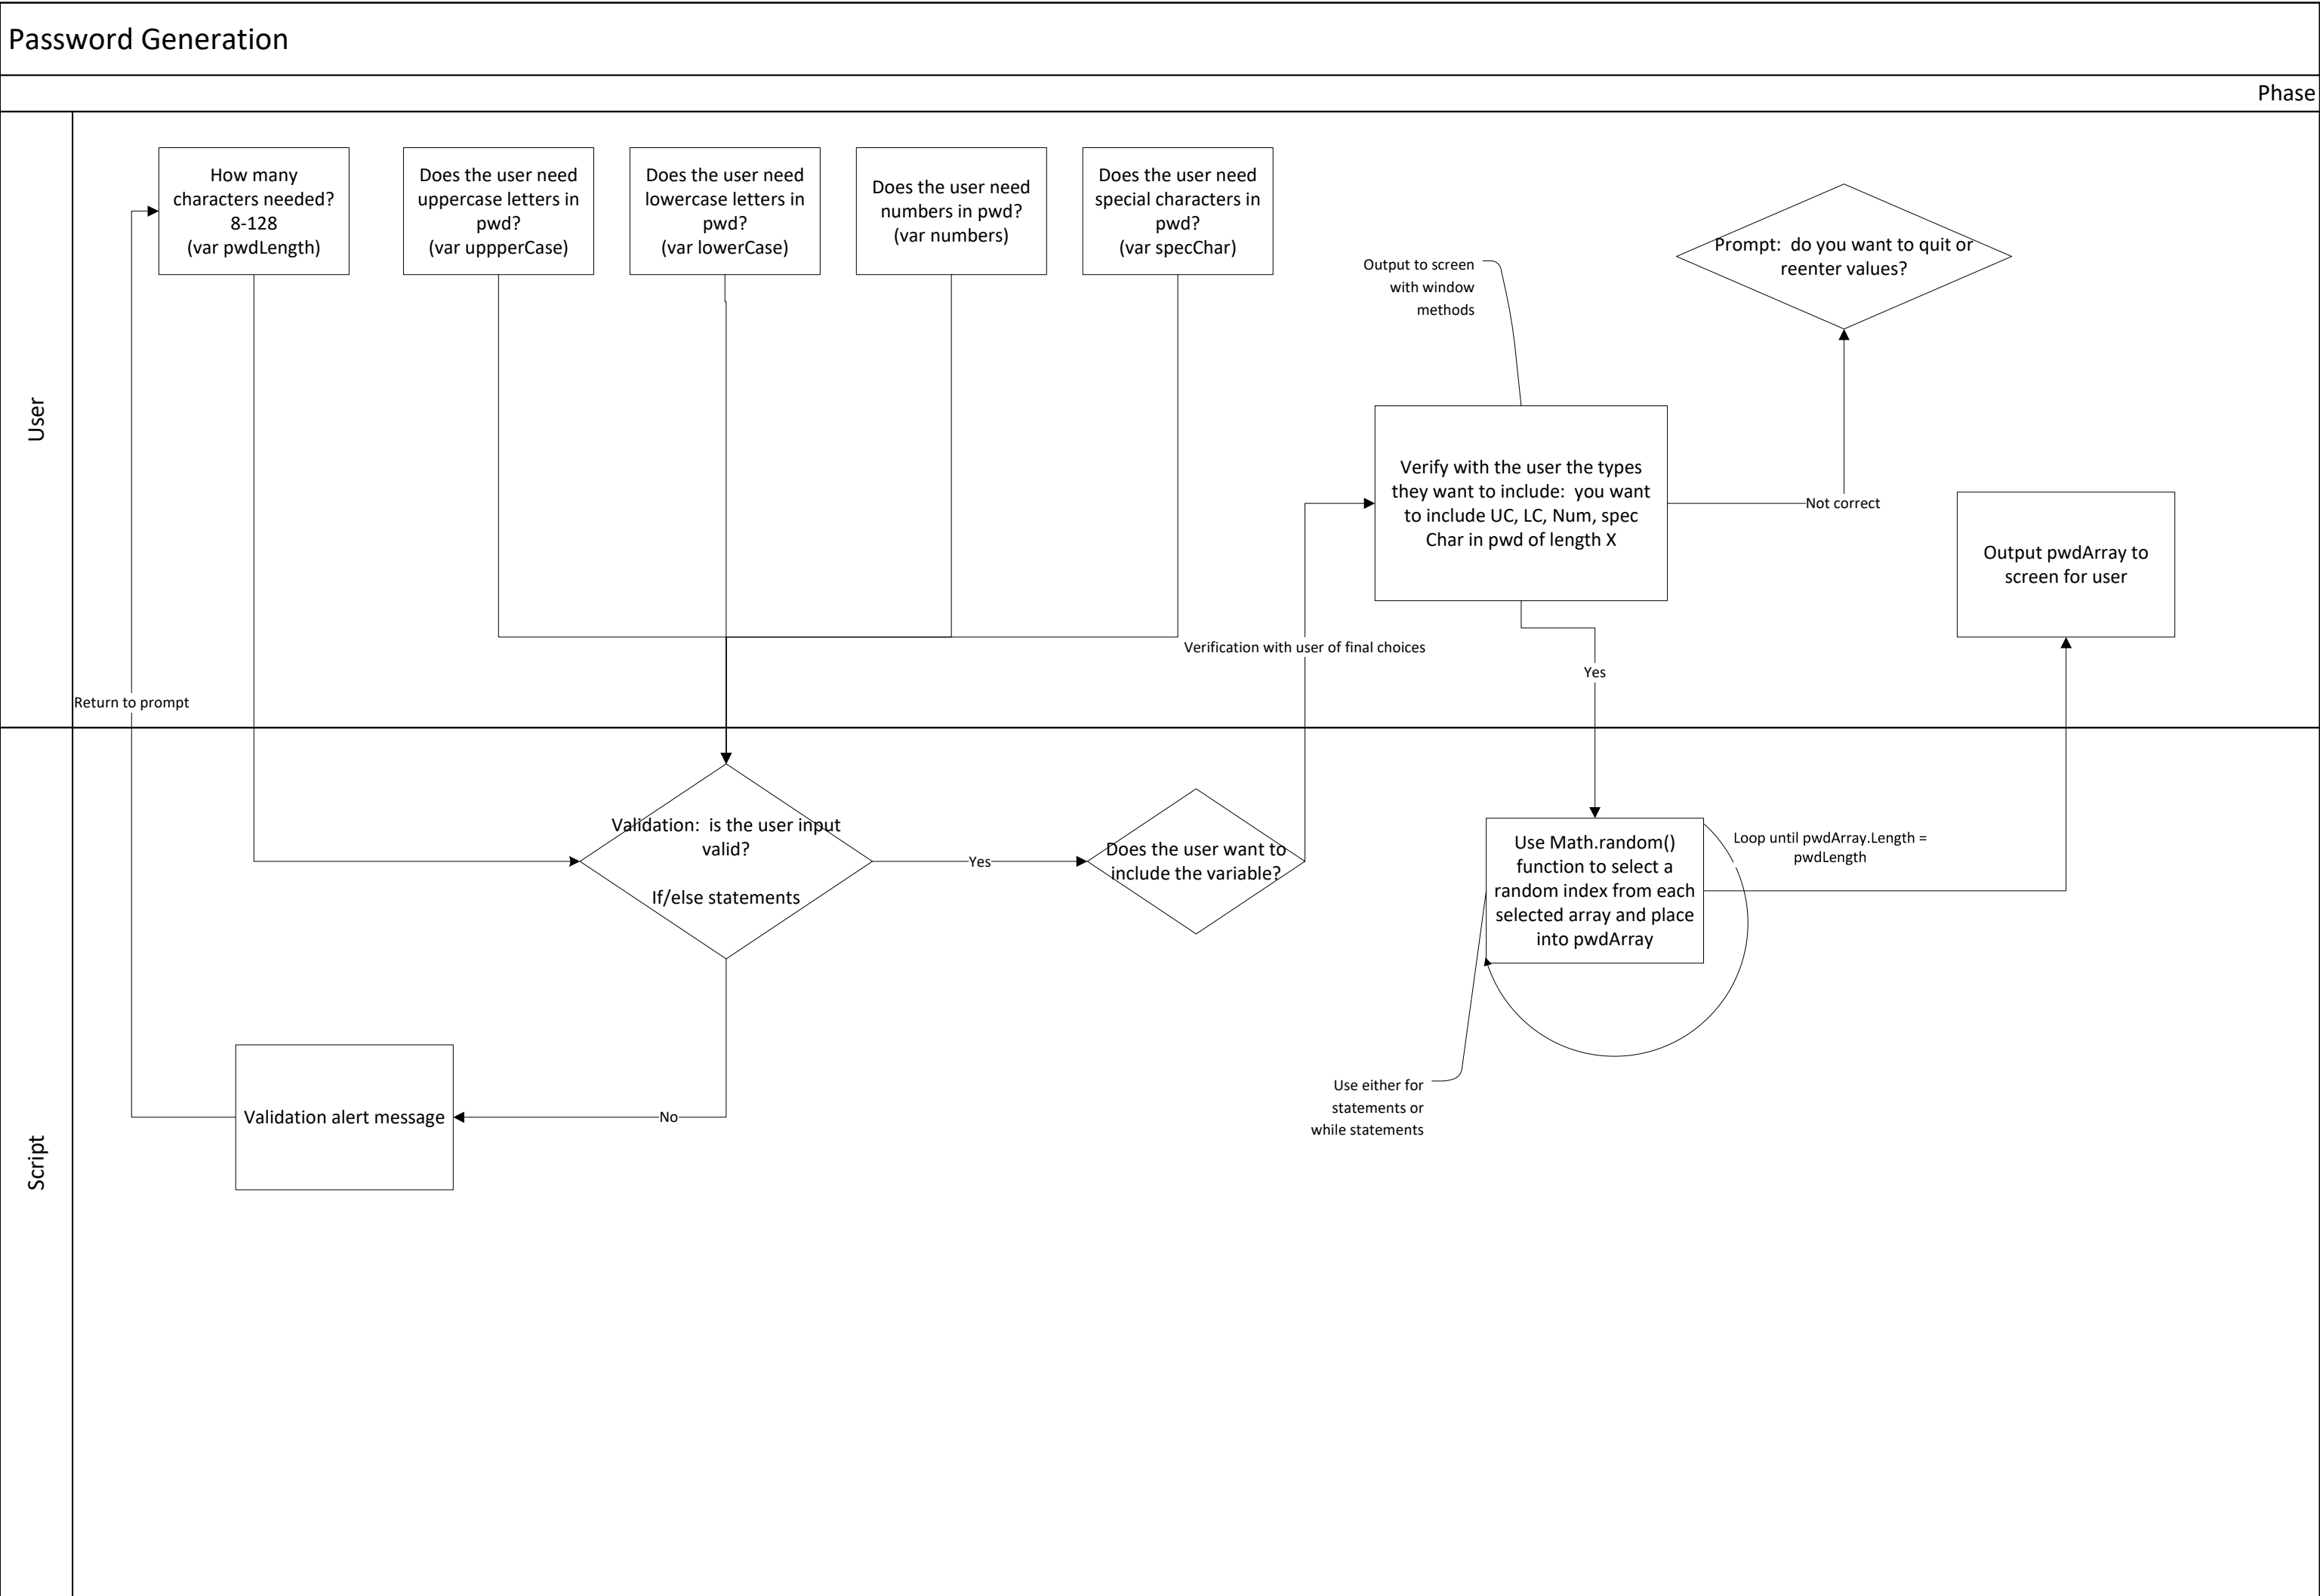 Password Generation
Phase
User
How many
characters needed?
8-128
(var pwdLength)
Does the user need
uppercase letters in
pwd?
(var uppperCase)
Does the user need
lowercase letters in
pwd?
(var lowerCase)
Does the user need
numbers in pwd?
(var numbers)
Does the user need
special characters in
pwd?
(var specChar)
Output to screen
with window
methods
Prompt:  do you want to quit or
reenter values?
Verify with the user the types
they want to include:  you want
to include UC, LC, Num, spec
Char in pwd of length X
Not correct
Output pwdArray to
screen for user
Verification with user of final choices
Yes
Return to prompt
Script
Validation:  is the user input
valid?
If/else statements
Yes
Does the user want to
include the variable?
Use Math.random()
function to select a
random index from each
selected array and place
into pwdArray
Loop until pwdArray.Length =
pwdLength
Use either for
statements or
while statements
Validation alert message
No